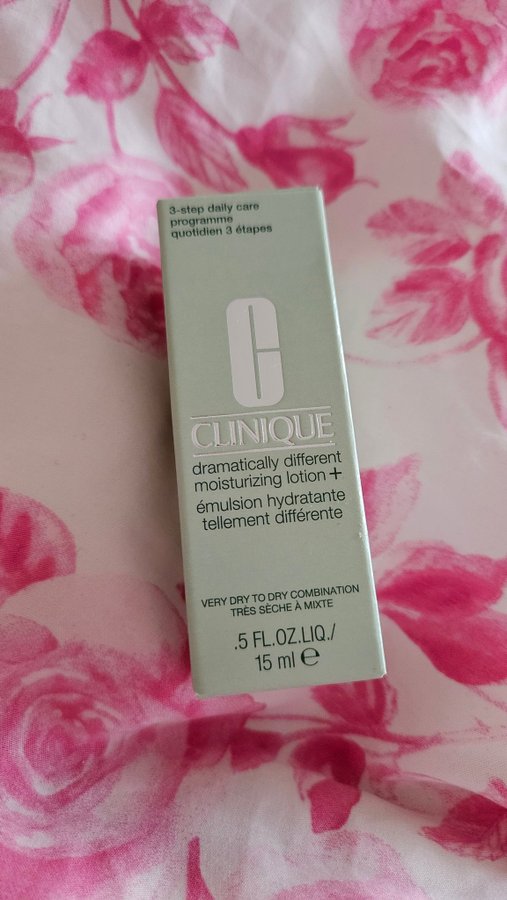 3-step daily care
programme
quotidien 3 étapes
C
CLINIQUE
dramatically different
moisturizing lotion +
émulsion hydratante
tellement différente
VERY DRY TO DRY COMBINATION
TRÈS SÈCHE À MIXTE
.5 FL.OZ.LIQ./
15 ml ℮